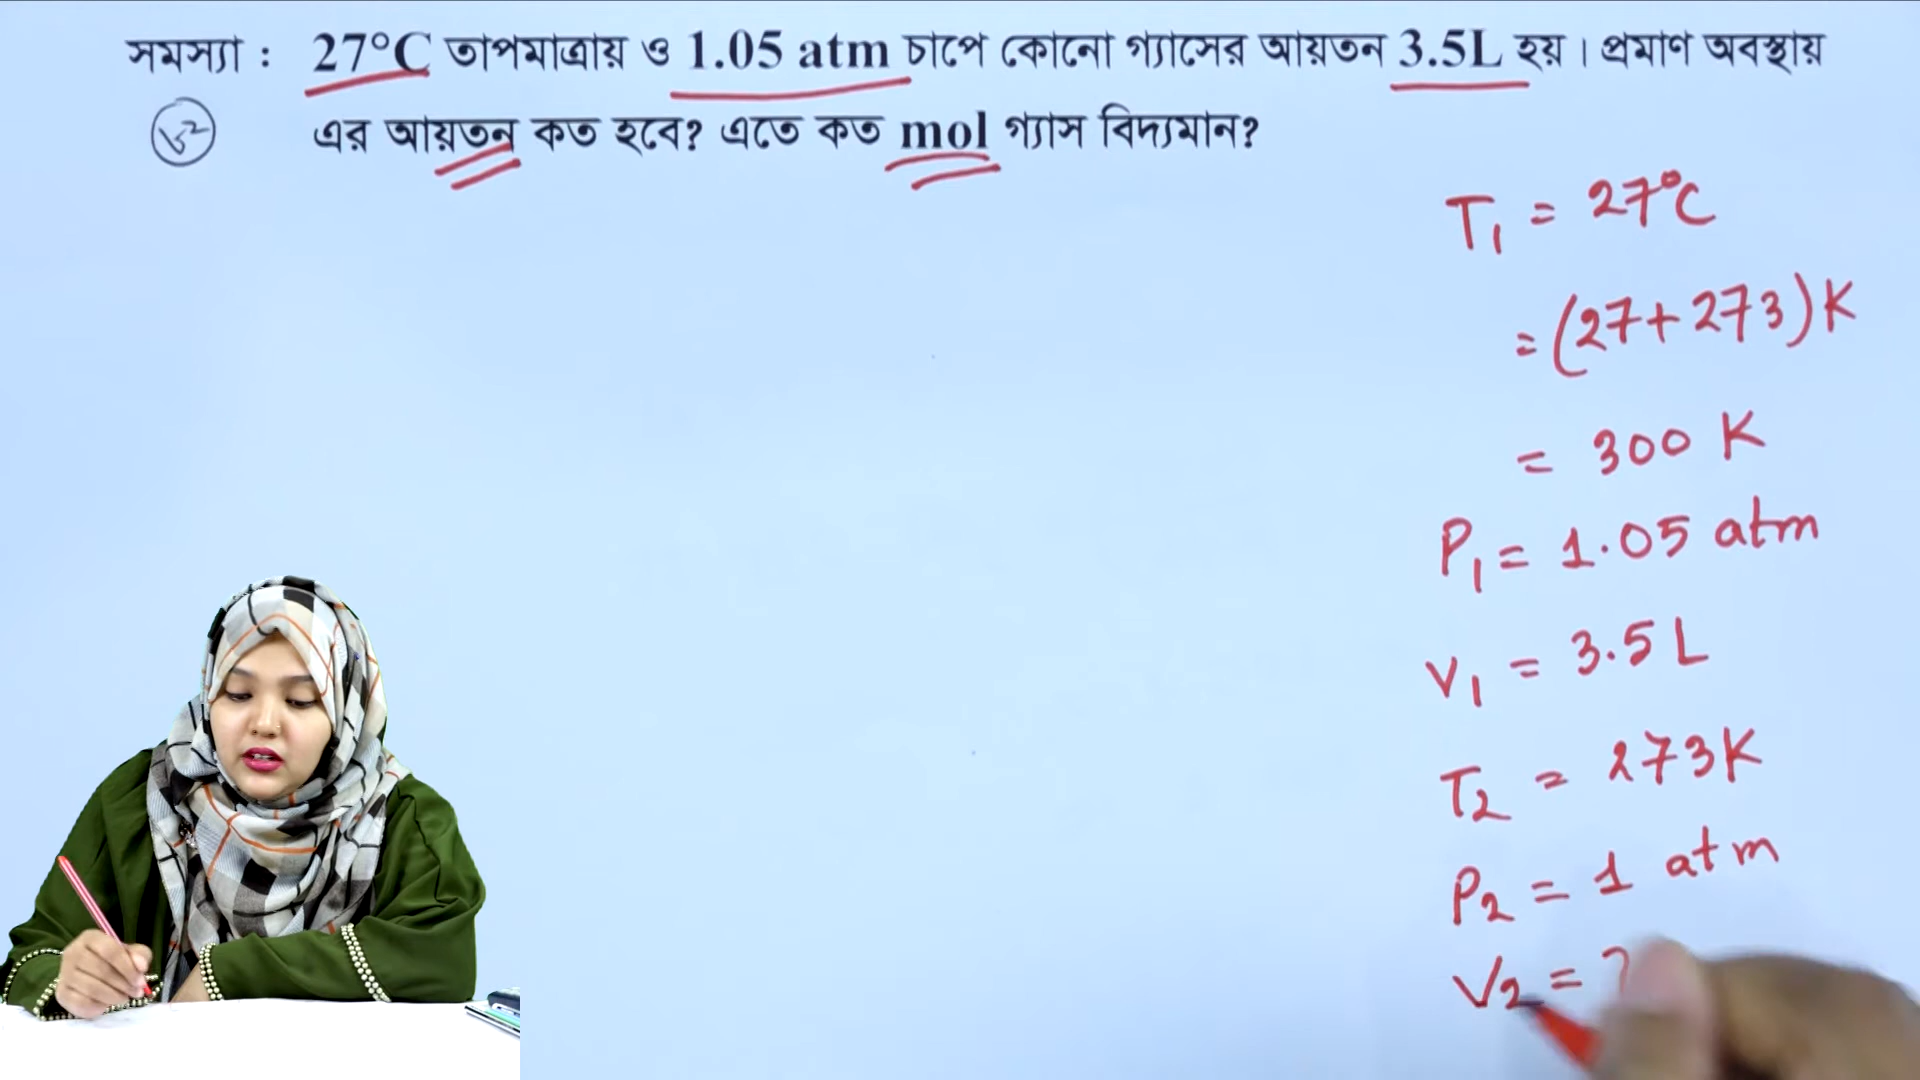 সমস্যা : 27°C তাপমাত্রায় ও 1.05 atm চাপে কোনো গ্যাসের আয়তন 3.5L হয়। প্রমাণ অবস্থায়
এর আয়তন কত হবে? এতে কত mol গ্যাস বিদ্যমান?
T₁ = 27°C
= (27+273) K
= 300 K
P₁ = 1.05 atm
V₁ = 3.5 L
T₂ = 273K
P₂ = 1 atm
V₂ = ?